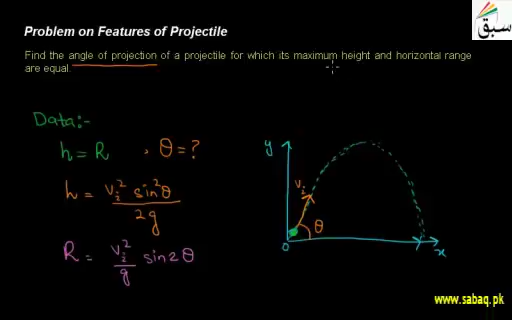 سبق
Problem on Features of Projectile
Find the angle of projection of a projectile for which its maximum height and horizontal range
are equal.
Data:-
h = R , θ = ?
h = vᵢ² sin²θ / 2g
R = vᵢ²/g sin2θ
y
vᵢ
θ
o
x
www.sabaq.pk